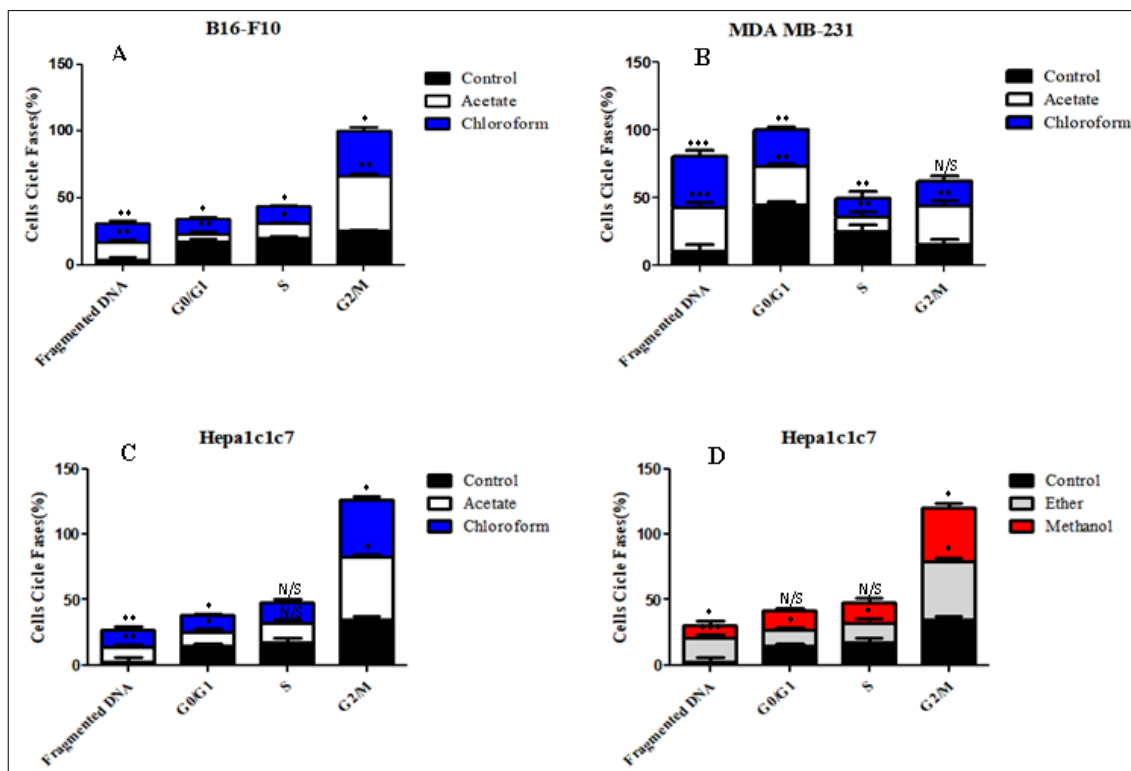 B16-F10
A
Control
Acetate
Chloroform
Cells Cicle Fases(%)
150
100
50
0
Fragmented DNA
G0/G1
S
G2/M
MDA MB-231
B
N/S
Control
Acetate
Chloroform
Cells Cicle Fases(%)
150
100
50
0
Fragmented DNA
G0/G1
S
G2/M
Hepa1c1c7
C
N/S
N/S
Control
Acetate
Chloroform
Cells Cicle Fases(%)
150
100
50
0
Fragmented DNA
G0/G1
S
G2/M
Hepa1c1c7
D
N/S
N/S
Control
Ether
Methanol
Cells Cicle Fases(%)
150
100
50
0
Fragmented DNA
G0/G1
S
G2/M